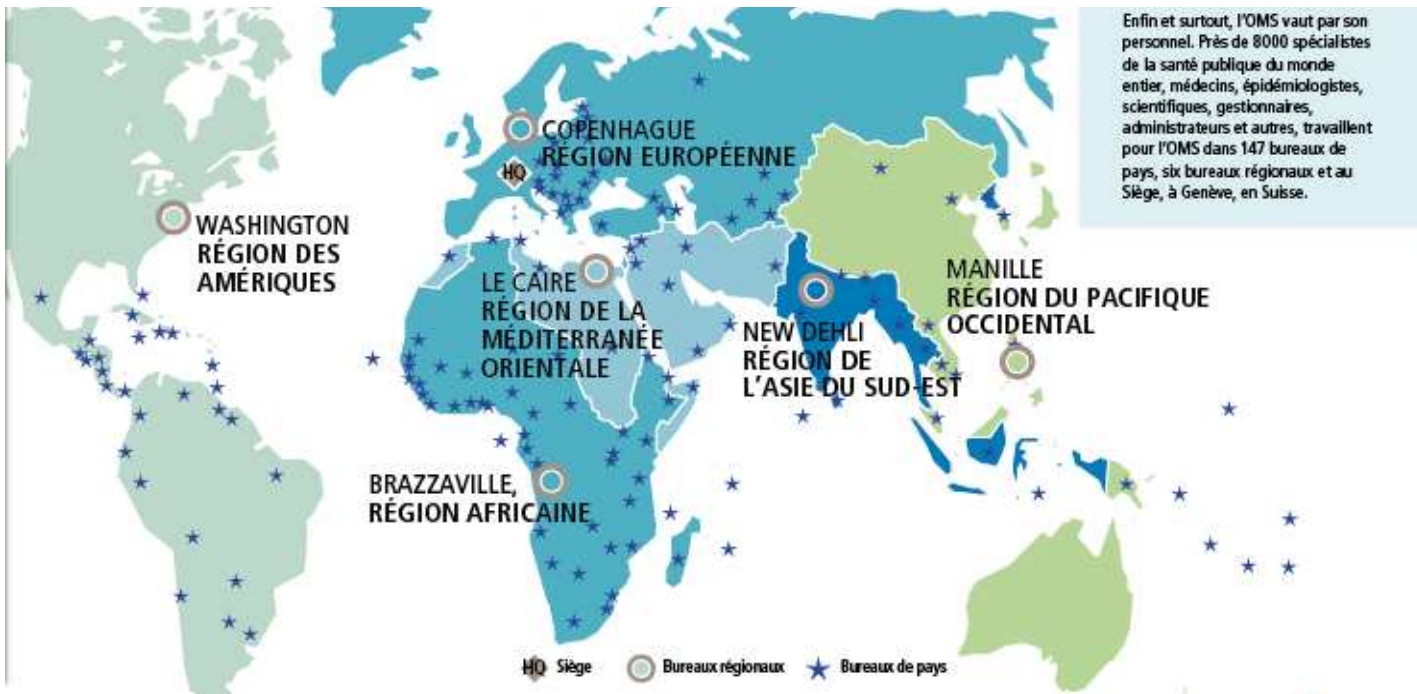 Enfin et surtout, l'OMS vaut par son
personnel. Près de 8000 spécialistes
de la santé publique du monde
entier, médecins, épidémiologistes,
scientifiques, gestionnaires,
administrateurs et autres, travaillent
pour l'OMS dans 147 bureaux de
pays, six bureaux régionaux et au
Siège, à Genève, en Suisse.
COPENHAGUE
RÉGION EUROPÉENNE
HQ
WASHINGTON
RÉGION DES
AMÉRIQUES
LE CAIRE
RÉGION DE LA
MÉDITERRANÉE
ORIENTALE
MANILLE
RÉGION DU PACIFIQUE
OCCIDENTAL
NEW DEHLI
RÉGION DE
L'ASIE DU SUD-EST
BRAZZAVILLE,
RÉGION AFRICAINE
HQ Siège
Bureaux régionaux
Bureaux de pays